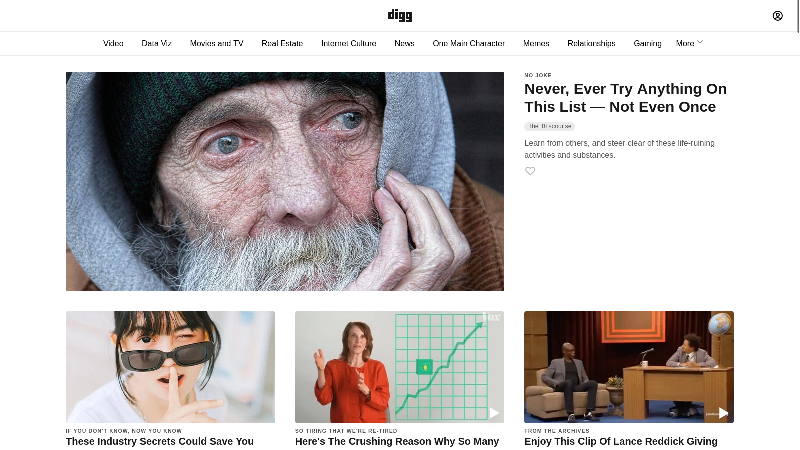 digg
Video Data Viz Movies and TV Real Estate Internet Culture News One Main Character Memes Relationships Gaming More
NO JOKE
Never, Ever Try Anything On
This List — Not Even Once
Learn from others, and steer clear of these life-ruining
activities and substances.
IF YOU DON'T KNOW, NOW YOU KNOW
These Industry Secrets Could Save You
SO TIRING THAT WE'RE RE-TIRED
Here's The Crushing Reason Why So Many
FROM THE ARCHIVES
Enjoy This Clip Of Lance Reddick Giving